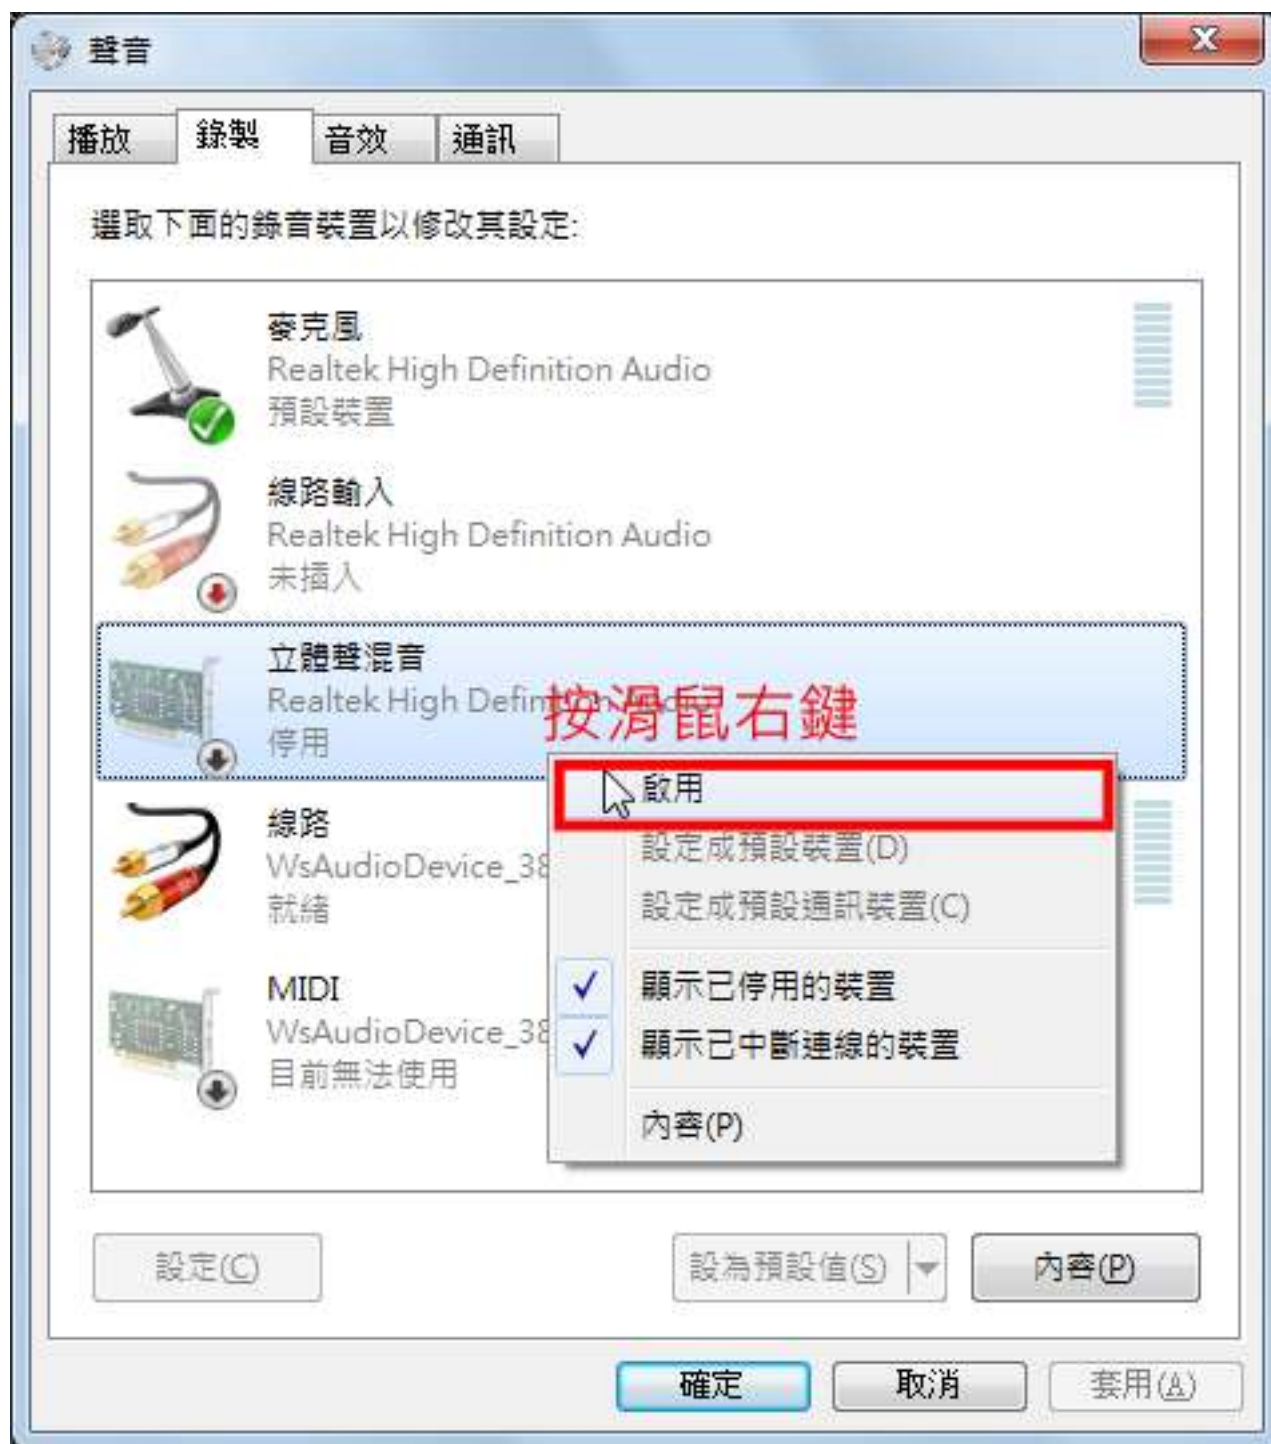 聲音
播放 錄製 音效 通訊
選取下面的錄音裝置以修改其設定:
麥克風
Realtek High Definition Audio
預設裝置
線路輸入
Realtek High Definition Audio
未插入
立體聲混音
Realtek High Definition Audio
停用
按滑鼠右鍵
啟用
設定成預設裝置(D)
設定成預設通訊裝置(C)
顯示已停用的裝置
顯示已中斷連線的裝置
內容(P)
線路
WsAudioDevice_38
就緒
MIDI
WsAudioDevice_38
目前無法使用
設定(C) 設為預設值(S) 內容(P)
確定 取消 套用(A)